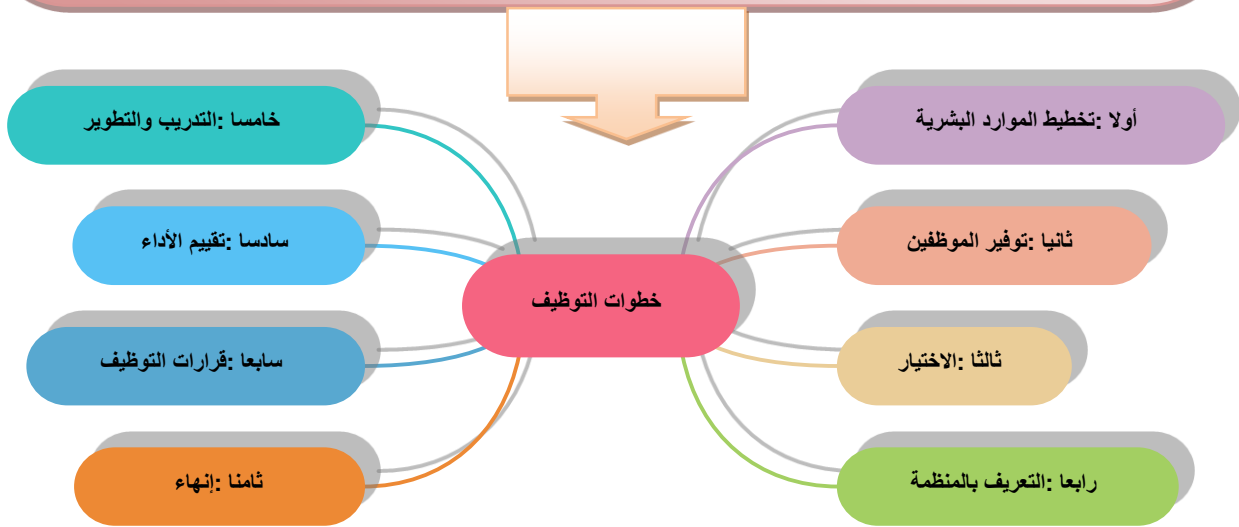 خطوات التوظيف
أولا :تخطيط الموارد البشرية
ثانيا :توفير الموظفين
ثالثا :الاختيار
رابعا :التعريف بالمنظمة
خامسا :التدريب والتطوير
سادسا :تقييم الأداء
سابعا :قرارات التوظيف
ثامنا :إنهاء